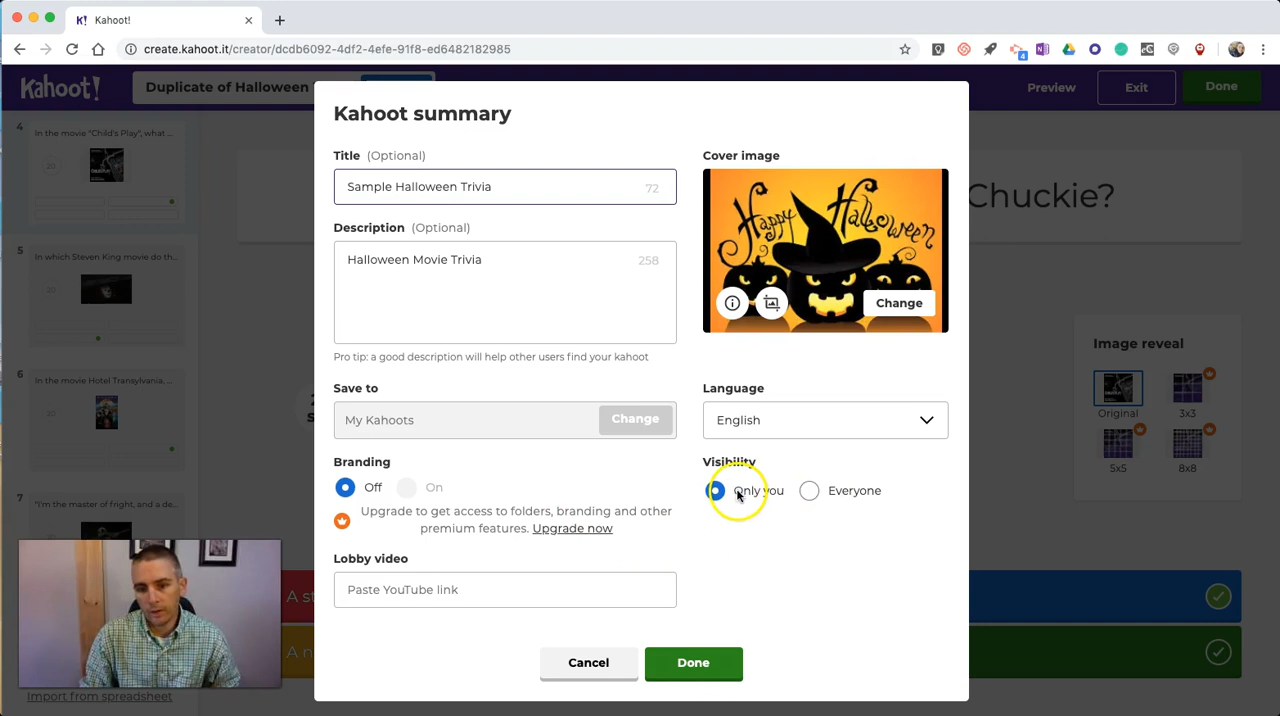 Kahoot!
create.kahoot.it/creator/dcdb6092-4df2-4efe-91f8-ed6482182985
4
Kahoot!
Duplicate of Halloween
Preview
Exit
Done
4
In the movie "Child's Play", what ...
20
5
In which Steven King movie do th...
20
6
In the movie Hotel Transylvania, ...
20
7
"I'm the master of fright, and a de...
Import from spreadsheet
Chuckie?
Image reveal
Original
3x3
5x5
8x8
Kahoot summary
Title (Optional)
Sample Halloween Trivia
72
Description (Optional)
Halloween Movie Trivia
258
Pro tip: a good description will help other users find your kahoot
Cover image
Happy Halloween
Change
Save to
My Kahoots
Change
Language
English
Branding
Off
On
Upgrade to get access to folders, branding and other
premium features. Upgrade now
Visibility
Only you
Everyone
Lobby video
Paste YouTube link
Cancel
Done